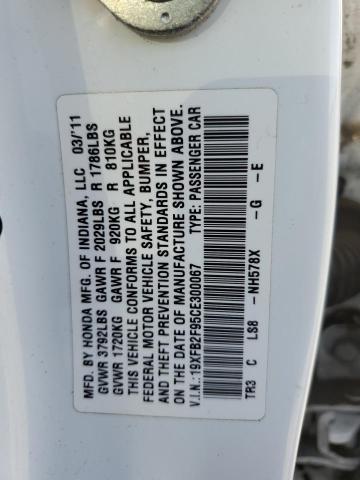 MFD. BY HONDA MFG. OF INDIANA, LLC 03/'11
GVWR 3792LBS GAWR F 2029LBS R 1786LBS
GVWR 1720KG GAWR F 920KG R 810KG
THIS VEHICLE CONFORMS TO ALL APPLICABLE
FEDERAL MOTOR VEHICLE SAFETY, BUMPER,
AND THEFT PREVENTION STANDARDS IN EFFECT
ON THE DATE OF MANUFACTURE SHOWN ABOVE.
V.I.N.: 19XFB2F95CE300067 TYPE: PASSENGER CAR
TR3 C LS8 -NH578X -G -E